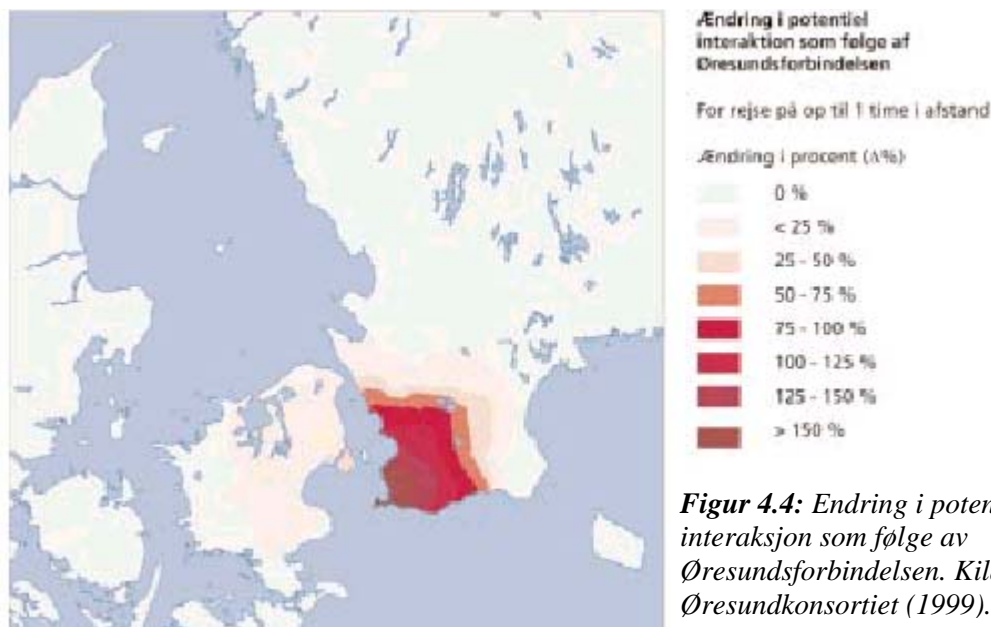 Ændring i potentiel
interaktion som følge af
Øresundsforbindelsen
For rejse på op til 1 time i afstand
Ændring i procent (Δ%)
0 %
< 25 %
25 - 50 %
50 - 75 %
75 - 100 %
100 - 125 %
125 - 150 %
> 150 %
Figur 4.4: Endring i poten
interaksjon som følge av
Øresundsforbindelsen. Kil
Øresundkonsortiet (1999).